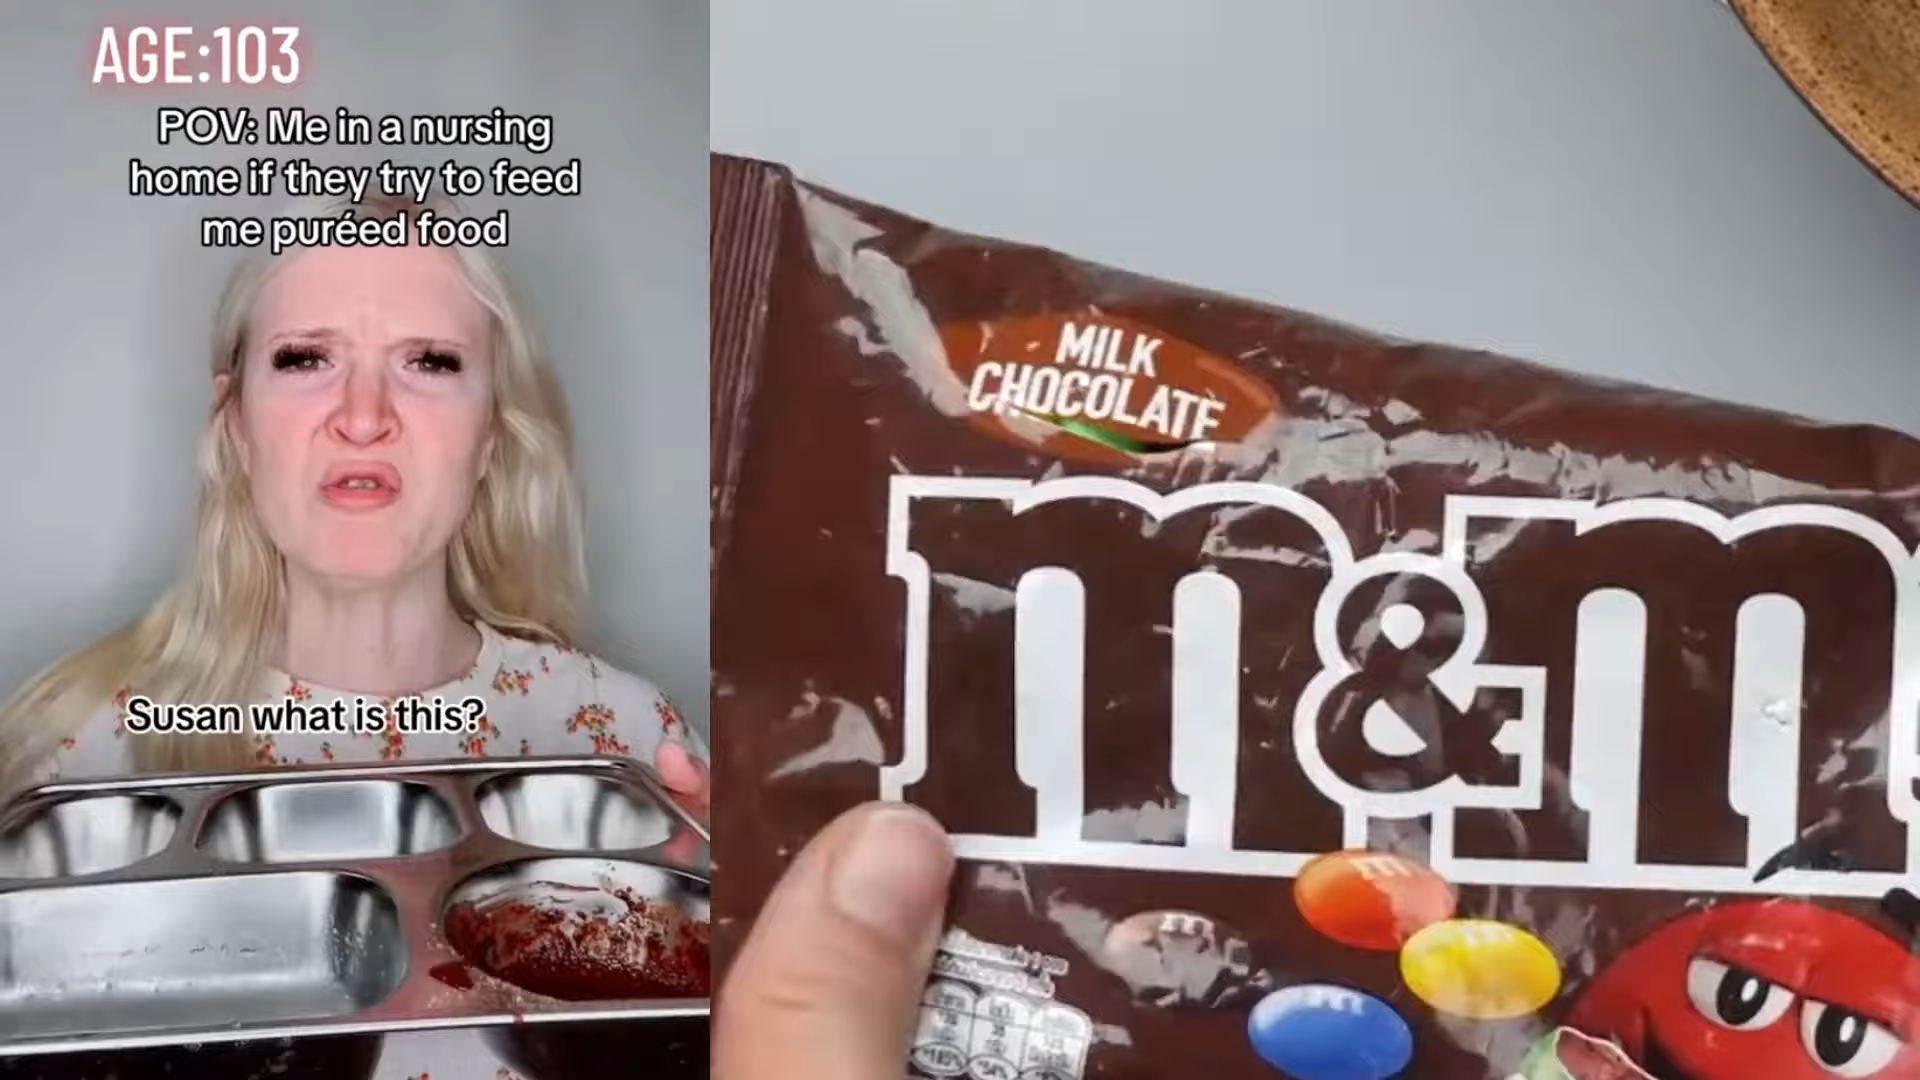 AGE:103
POV: Me in a nursing
home if they try to feed
me puréed food
Susan what is this?
MILK
CHOCOLATE
m&m
m
m
m
m